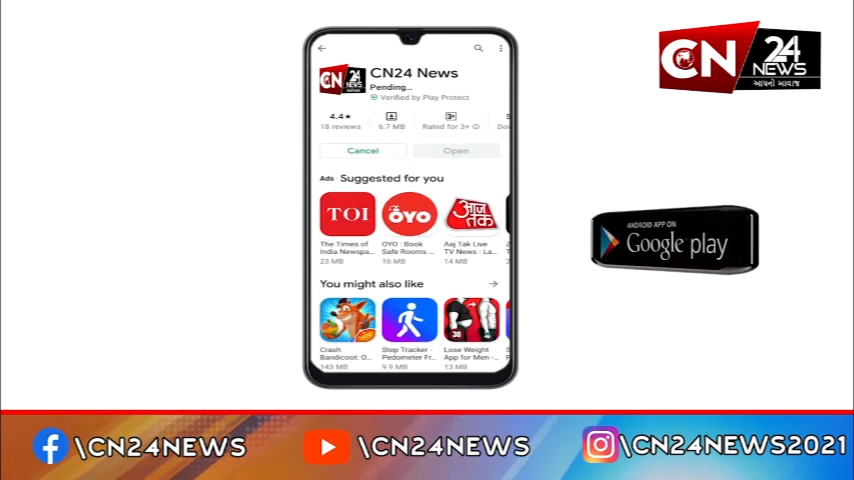 CN24 News
Pending...
Verified by Play Protect
4.4★
18 reviews
6.7 MB
3+
Rated for 3+
Cancel
Open
Ads Suggested for you
TOI
OYO
आज तक
The Times of
India Newspa...
23 MB
OYO : Book
Safe Rooms ...
16 MB
Aaj Tak Live
TV News - La...
14 MB
You might also like
30
Crash
Bandicoot: O...
143 MB
Step Tracker -
Pedometer Fr...
9.9 MB
Lose Weight
App for Men -...
13 MB
CN 24
NEWS
આપનો અવાજ
ANDROID APP ON
Google play
\CN24NEWS
\CN24NEWS
\CN24NEWS2021